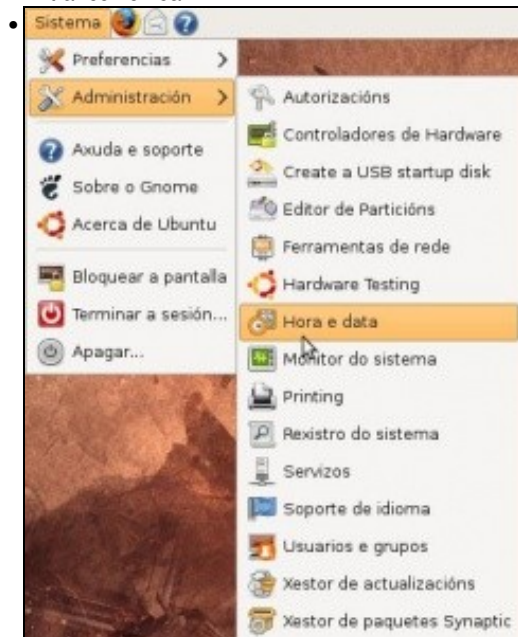 Sistema
Preferencias
Administración
Axuda e soporte
Sobre o Gnome
Acerca de Ubuntu
Bloquear a pantalla
Terminar a sesión...
Apagar...
Autorizacións
Controladores de Hardware
Create a USB startup disk
Editor de Particións
Ferramentas de rede
Hardware Testing
Hora e data
Monitor do sistema
Printing
Rexistro do sistema
Servizos
Soporte de idioma
Usuarios e grupos
Xestor de actualizacións
Xestor de paquetes Synaptic